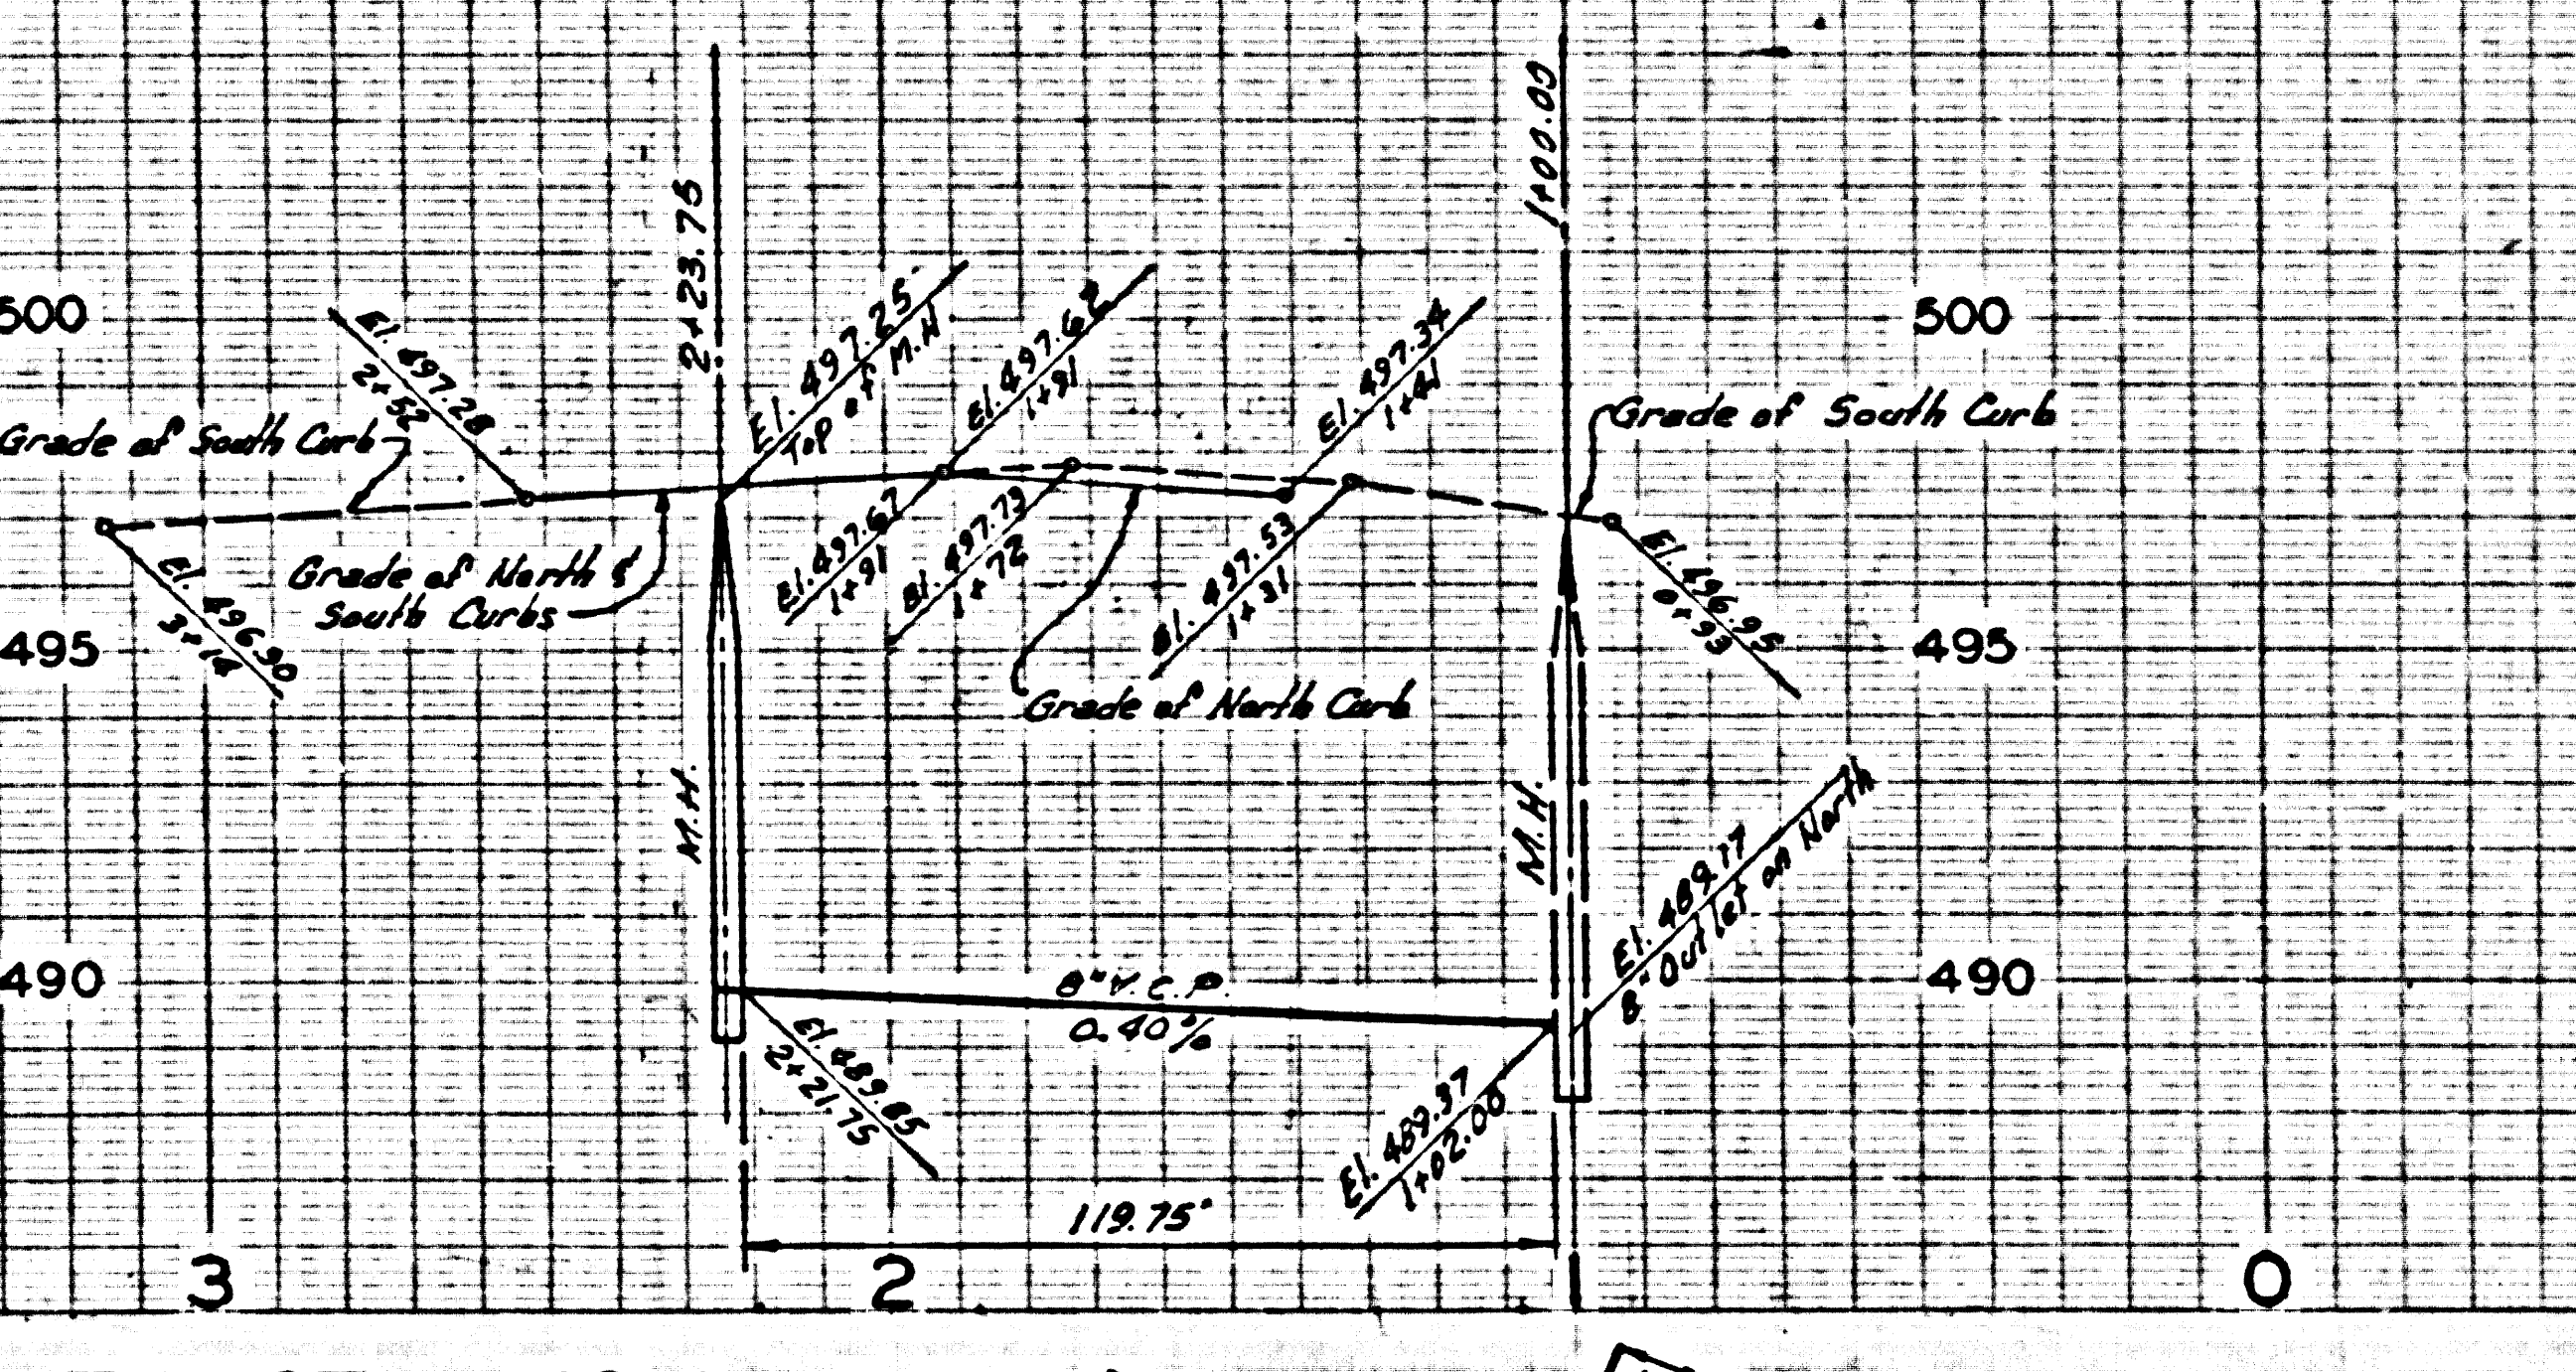 2+23.75
1+00.00
500
El. 497.28
2+52
El. 497.25
Top of M.H.
El. 497.62
1+91
El. 497.34
1+41
500
Grade of South Curb
Grade of South Curb
El. 496.30
3+14
Grade of North &
South Curbs
El. 497.67
1+91
El. 497.73
1+72
El. 497.53
1+31
El. 496.95
0+93
495
495
Grade of North Curb
M.H.
M.H.
El. 489.17
8" Outlet on North
490
8" V.C.P.
0.40%
490
El. 489.85
2+21.75
El. 489.37
1+02.00
119.75'
3
2
0